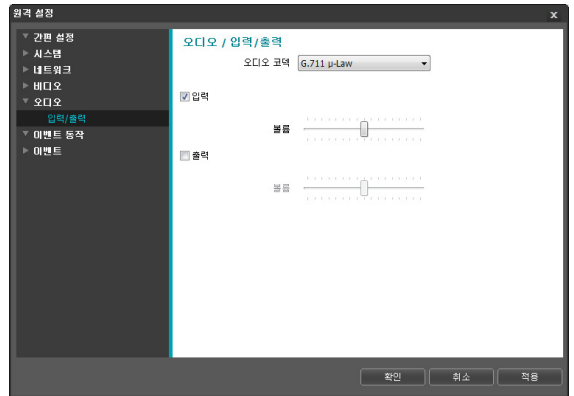 원격 설정
x
간편 설정
시스템
네트워크
비디오
오디오
입력/출력
이벤트 동작
이벤트
오디오 / 입력/출력
오디오 코덱 G.711 μ-Law
입력
볼륨
출력
볼륨
확인 취소 적용